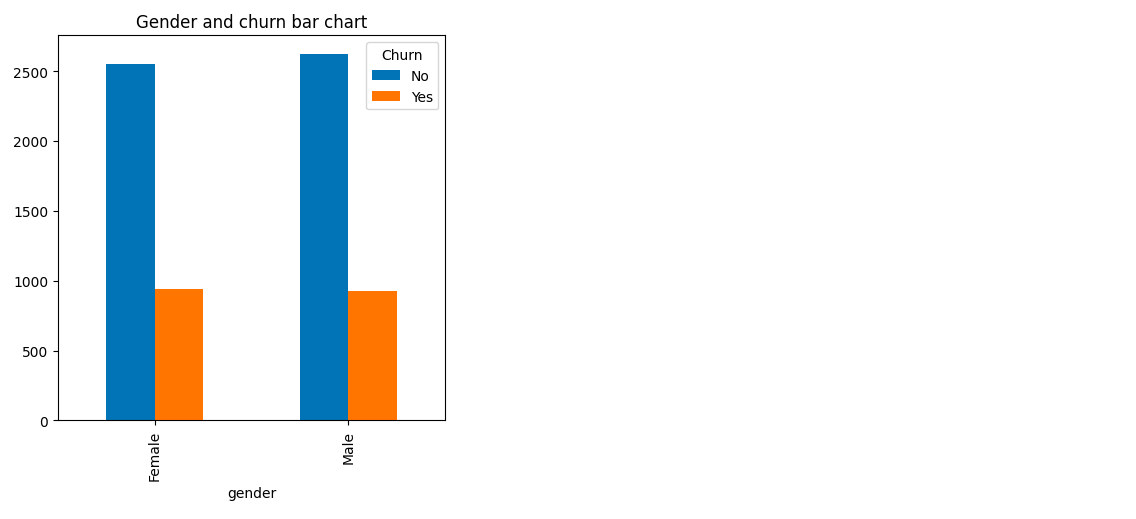 Gender and churn bar chart
Churn
No
Yes
2500
2000
1500
1000
500
0
Female
Male
gender